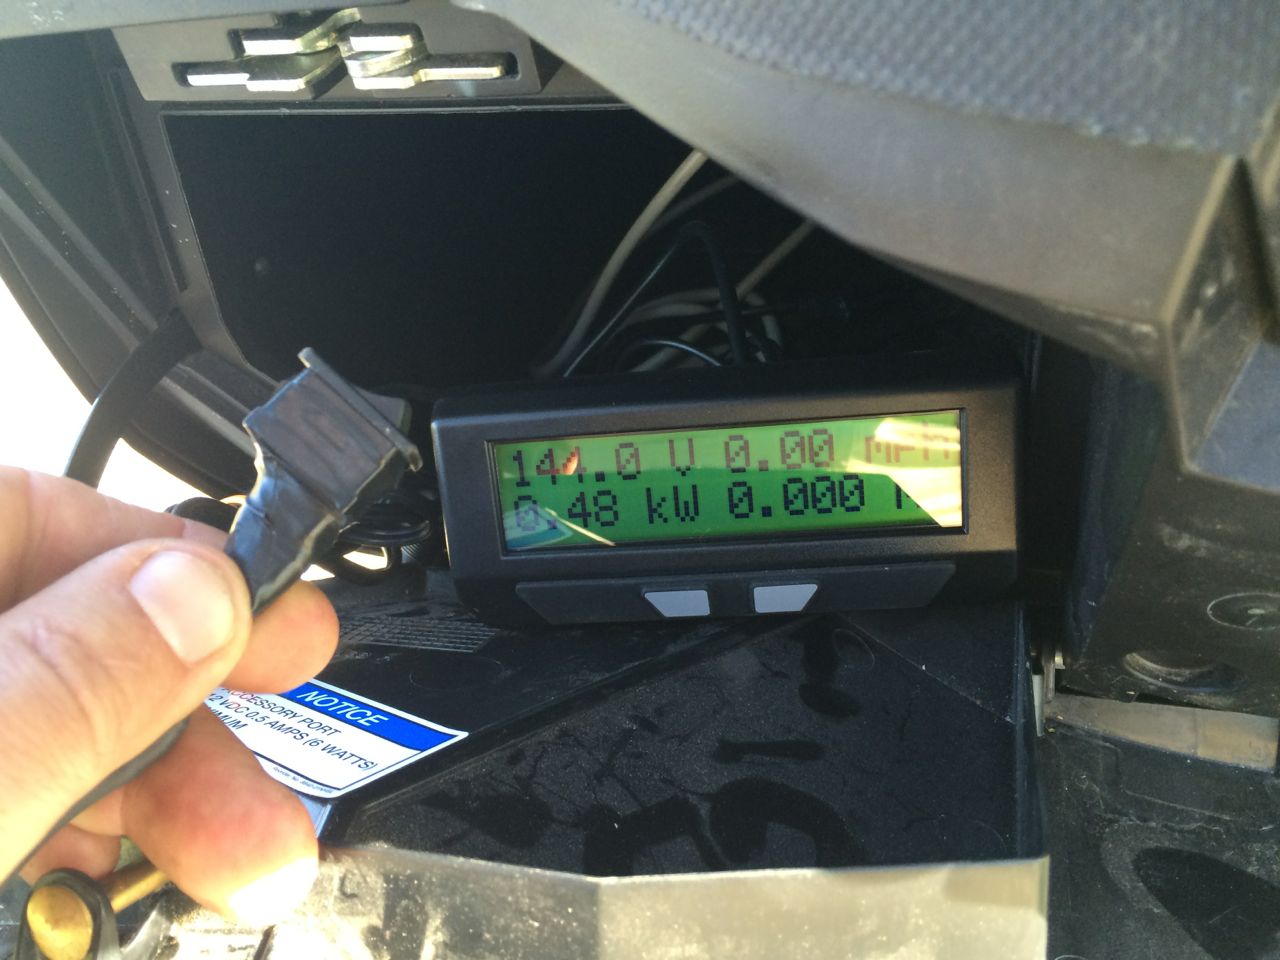 144.0 V 0.00 mph
0.48 kW 0.000
NOTICE
ACCESSORY PORT
12 VDC 0.5 AMPS (6 WATTS)